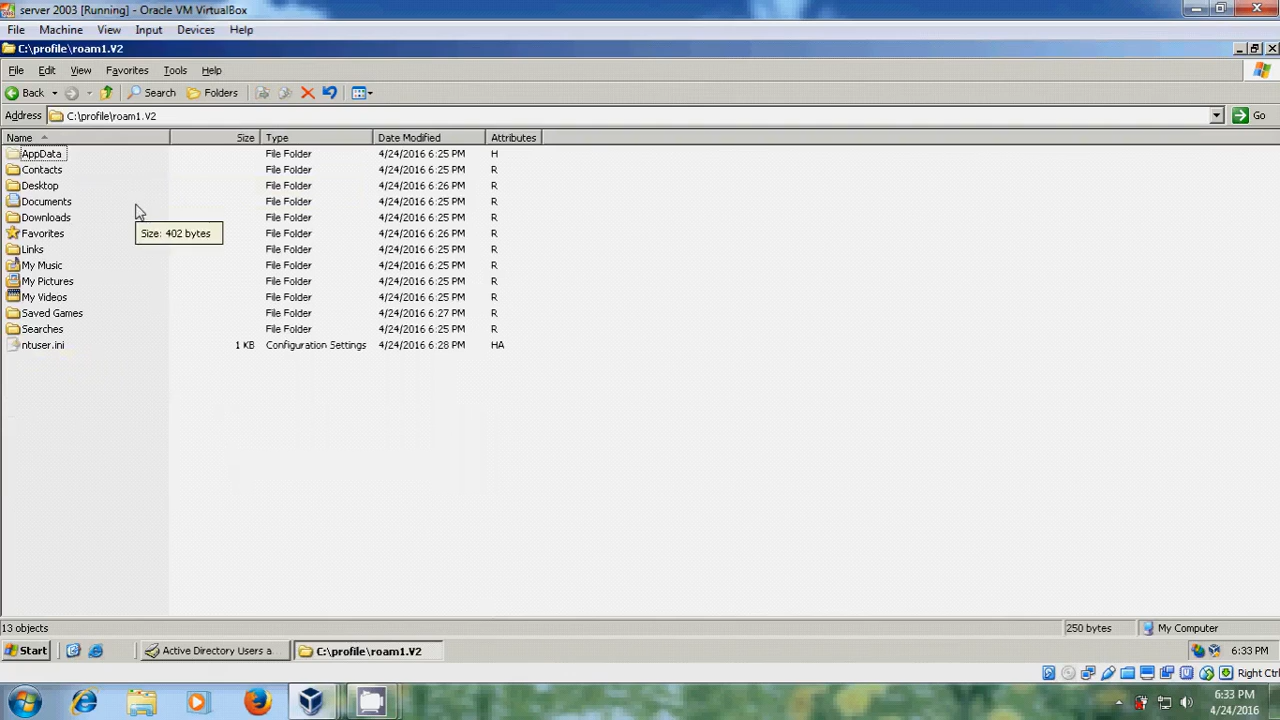 server 2003 [Running] - Oracle VM VirtualBox
File Machine View Input Devices Help
C:\profile\roam1.V2
File Edit View Favorites Tools Help
Back Search Folders
Address C:\profile\roam1.V2 Go
Name Size Type Date Modified Attributes
AppData File Folder 4/24/2016 6:25 PM H
Contacts File Folder 4/24/2016 6:25 PM R
Desktop File Folder 4/24/2016 6:26 PM R
Documents File Folder 4/24/2016 6:25 PM R
Downloads File Folder 4/24/2016 6:25 PM R
Favorites Size: 402 bytes File Folder 4/24/2016 6:26 PM R
Links File Folder 4/24/2016 6:25 PM R
My Music File Folder 4/24/2016 6:25 PM R
My Pictures File Folder 4/24/2016 6:25 PM R
My Videos File Folder 4/24/2016 6:25 PM R
Saved Games File Folder 4/24/2016 6:27 PM R
Searches File Folder 4/24/2016 6:25 PM R
ntuser.ini 1 KB Configuration Settings 4/24/2016 6:28 PM HA
13 objects 250 bytes My Computer
Start Active Directory Users a... C:\profile\roam1.V2 6:33 PM
Right Ctrl
6:33 PM
4/24/2016